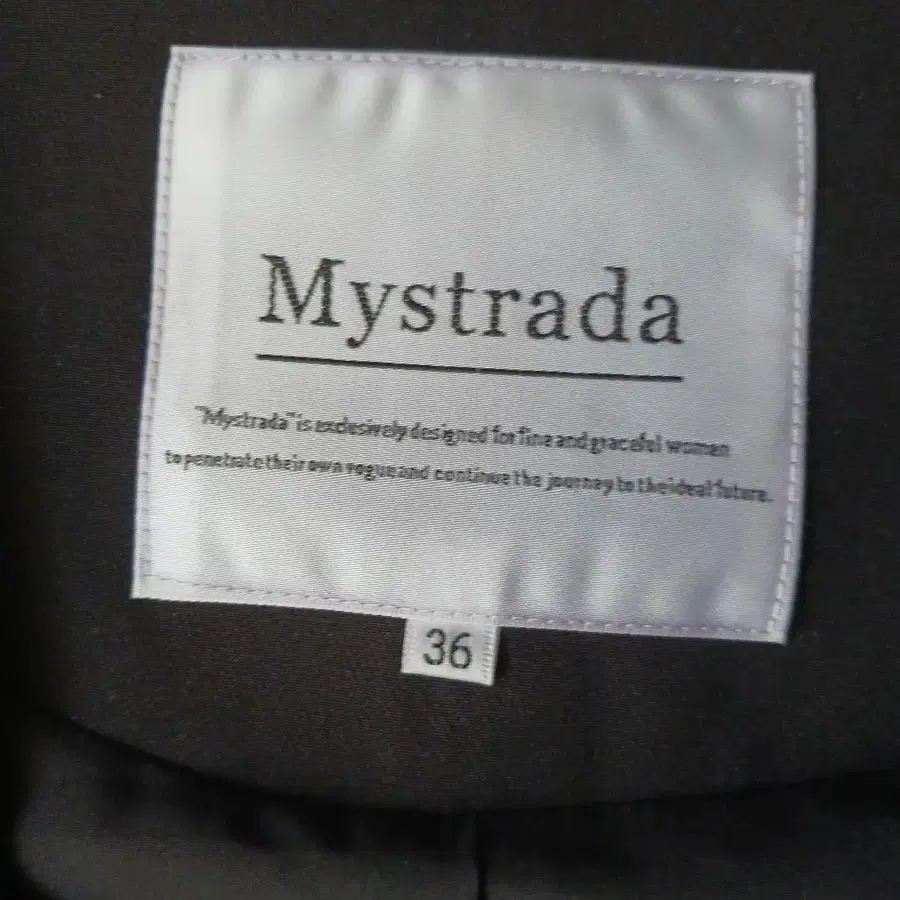 Mystrada
"Mystrada" is exclusively designed for fine and graceful women
to penetrate their own vogue and continue the journey to the ideal future.
36